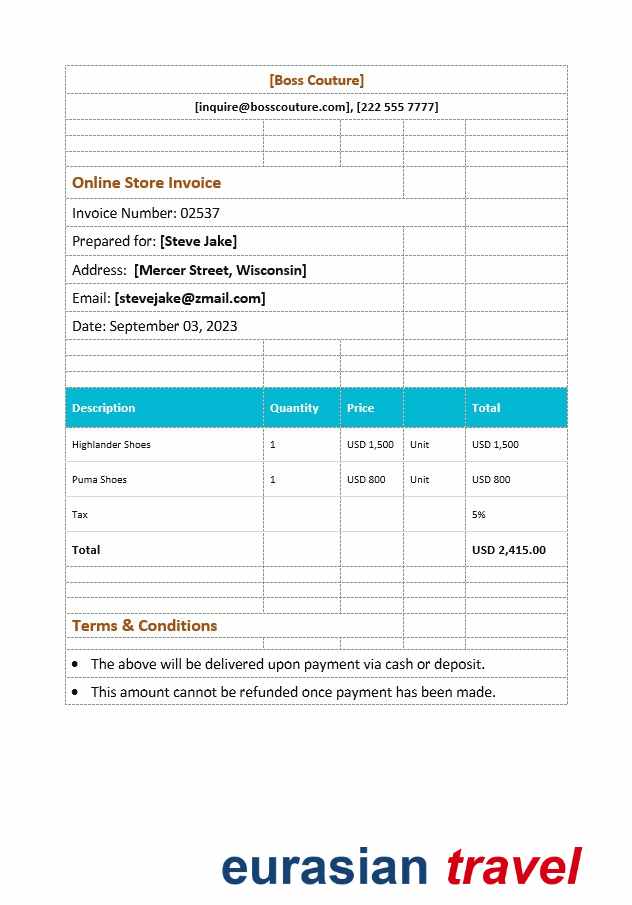 [Boss Couture]
[inquire@bosscouture.com], [222 555 7777]
Online Store Invoice
Invoice Number: 02537
Prepared for: [Steve Jake]
Address:  [Mercer Street, Wisconsin]
Email: [stevejake@zmail.com]
Date: September 03, 2023
Description Quantity Price Total
Highlander Shoes 1 USD 1,500 Unit USD 1,500
Puma Shoes 1 USD 800 Unit USD 800
Tax 5%
Total USD 2,415.00
Terms & Conditions
• The above will be delivered upon payment via cash or deposit.
• This amount cannot be refunded once payment has been made.
eurasian travel